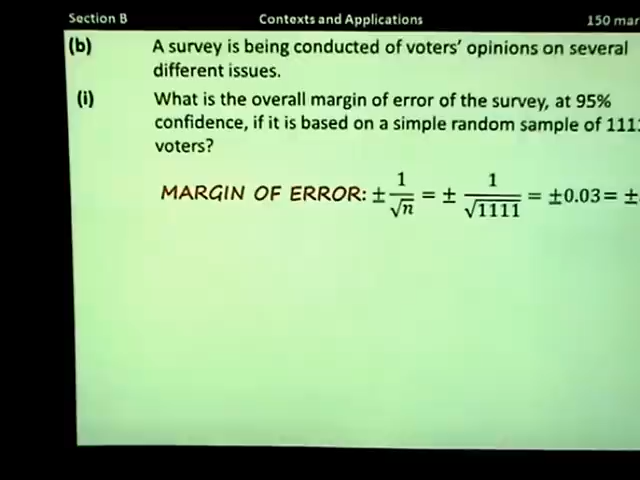 Section B Contexts and Applications 150 mar
(b) A survey is being conducted of voters' opinions on several
different issues.
(i) What is the overall margin of error of the survey, at 95%
confidence, if it is based on a simple random sample of 1111
voters?
MARGIN OF ERROR: ± 1/√n = ± 1/√1111 = ±0.03 = ±